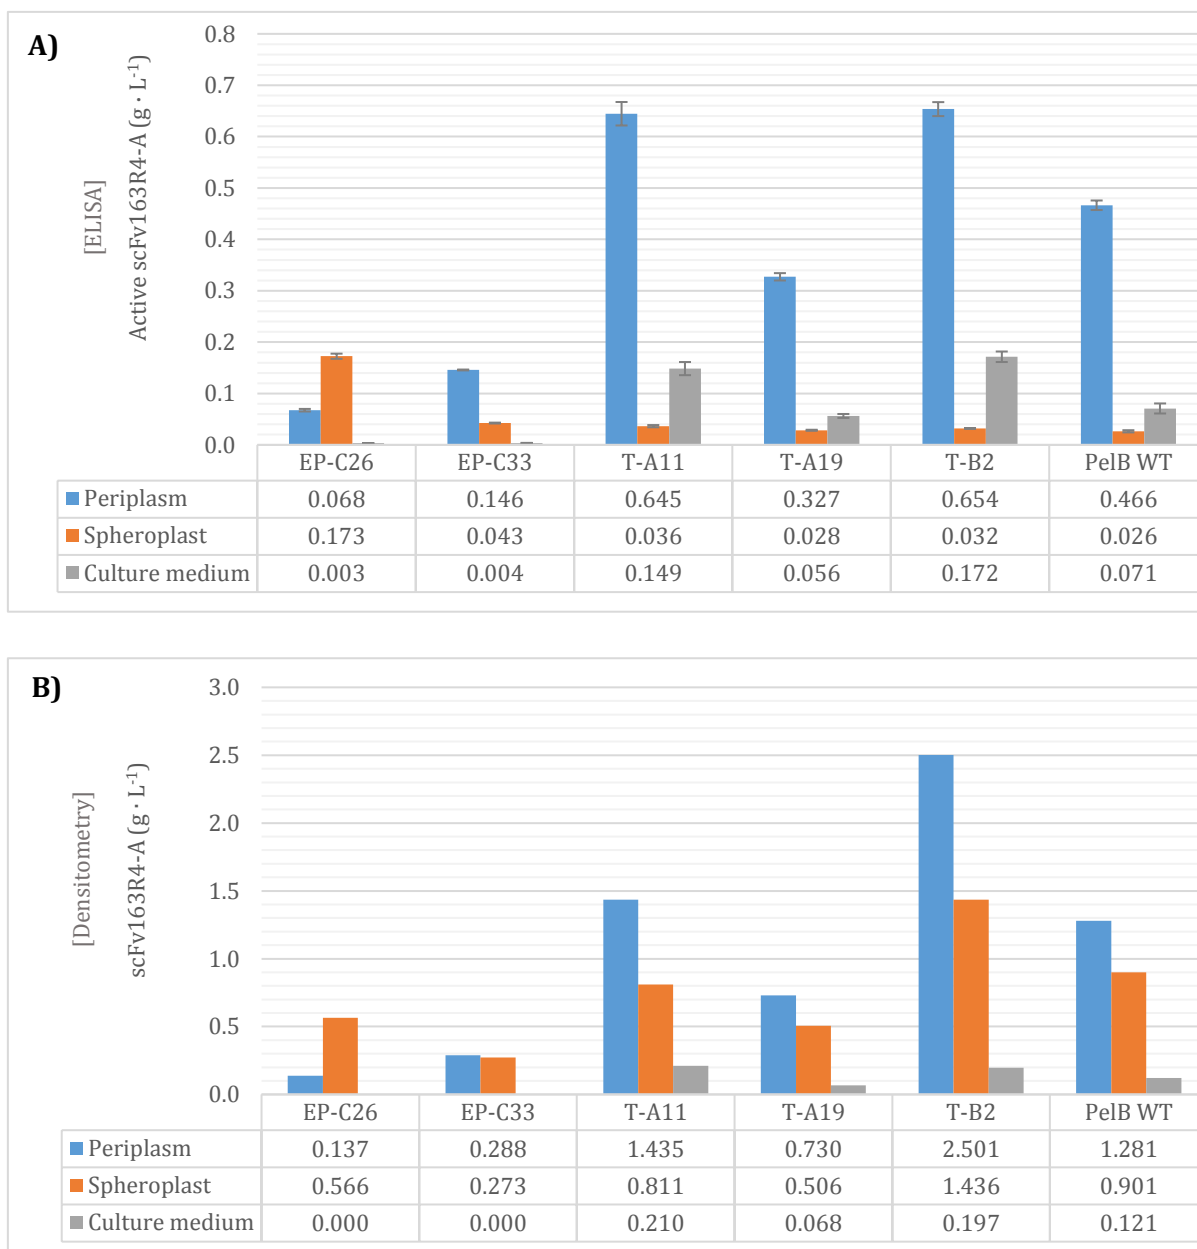 A)
[ELISA]
Active scFv163R4-A (g · L⁻¹)
0.8
0.7
0.6
0.5
0.4
0.3
0.2
0.1
0.0
EP-C26 EP-C33 T-A11 T-A19 T-B2 PelB WT
Periplasm 0.068 0.146 0.645 0.327 0.654 0.466
Spheroplast 0.173 0.043 0.036 0.028 0.032 0.026
Culture medium 0.003 0.004 0.149 0.056 0.172 0.071
B)
[Densitometry]
scFv163R4-A (g · L⁻¹)
3.0
2.5
2.0
1.5
1.0
0.5
0.0
EP-C26 EP-C33 T-A11 T-A19 T-B2 PelB WT
Periplasm 0.137 0.288 1.435 0.730 2.501 1.281
Spheroplast 0.566 0.273 0.811 0.506 1.436 0.901
Culture medium 0.000 0.000 0.210 0.068 0.197 0.121